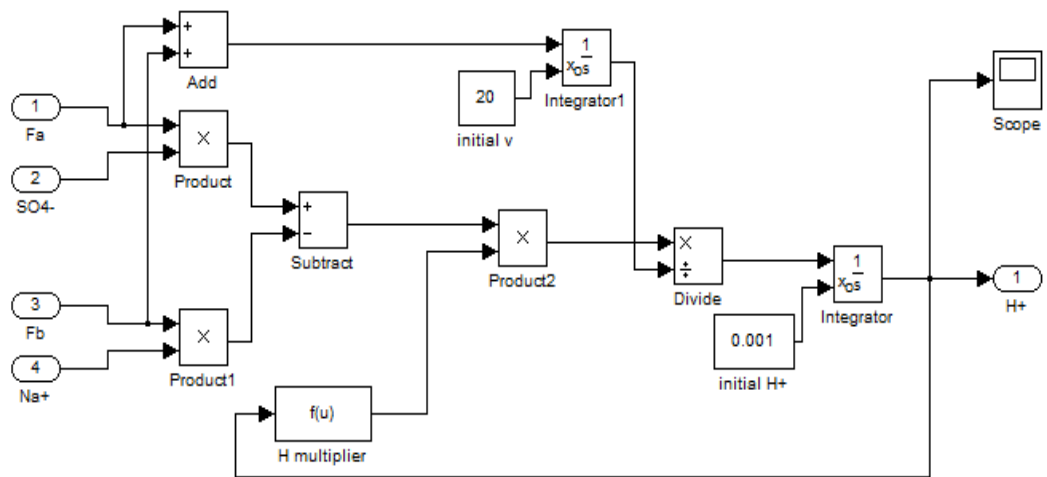 +
+
Add
1
s
xo
Integrator1
20
initial v
Scope
1
Fa
×
Product
2
SO4-
+
−
Subtract
×
Product2
×
÷
Divide
1
s
xo
Integrator
1
H+
3
Fb
×
Product1
4
Na+
0.001
initial H+
f(u)
H multiplier